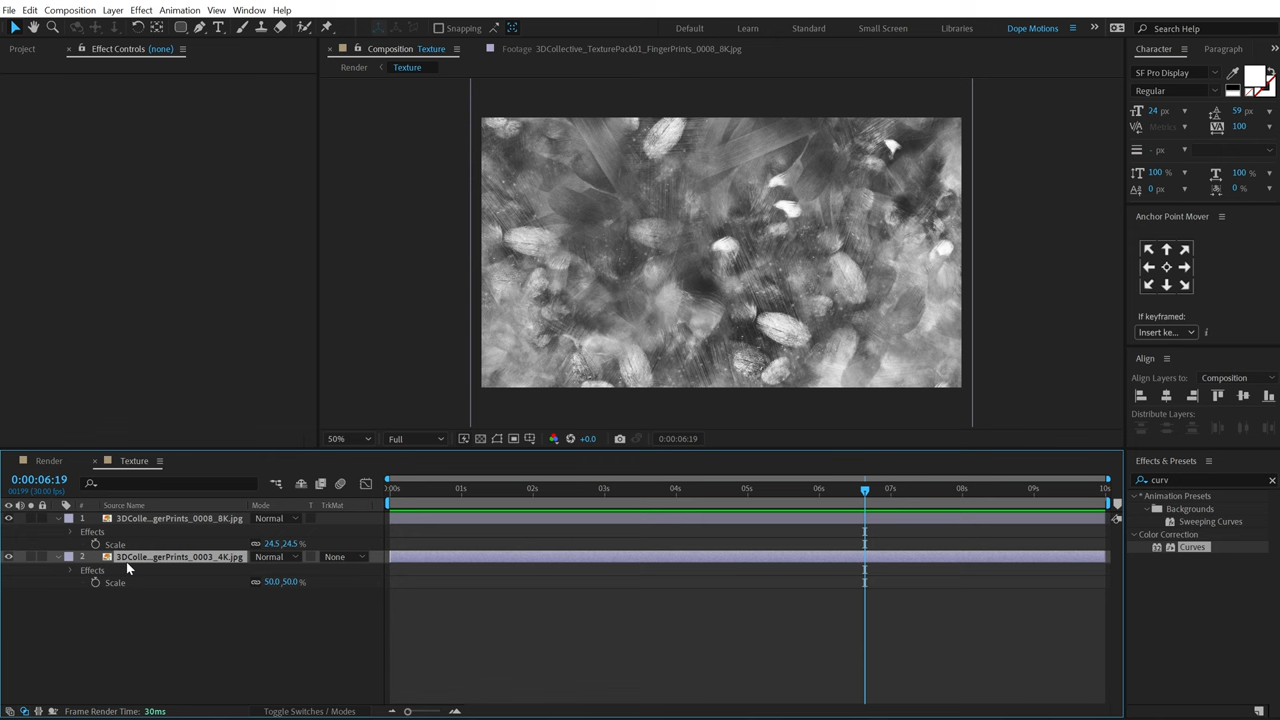 File Edit Composition Layer Effect Animation View Window Help
Snapping Default Learn Standard Small Screen Libraries Dope Motions Search Help
Project Effect Controls (none) Composition Texture Footage 3DCollective_TexturePack01_FingerPrints_0008_8K.jpg Character Paragraph
Render Texture
SF Pro Display
Regular
24 px 59 px
Metrics 100
- px
100 % 100 %
0 px 0 %
Anchor Point Mover
If keyframed:
Insert ke...
Align
Align Layers to: Composition
Distribute Layers:
50% Full +0.0 0:00:06:19
Render Texture Effects & Presets
0:00:06:19
00199 (30.00 fps)
curv
:00s 01s 02s 03s 04s 05s 06s 07s 08s 09s 10s
# Source Name Mode T TrkMat
1 3DColle...gerPrints_0008_8K.jpg Normal
Effects
Scale 24.5,24.5 %
2 3DColle...gerPrints_0003_4K.jpg Normal None
Effects
Scale 50.0,50.0 %
* Animation Presets
Backgrounds
Sweeping Curves
Color Correction
Curves
Frame Render Time: 30ms Toggle Switches / Modes